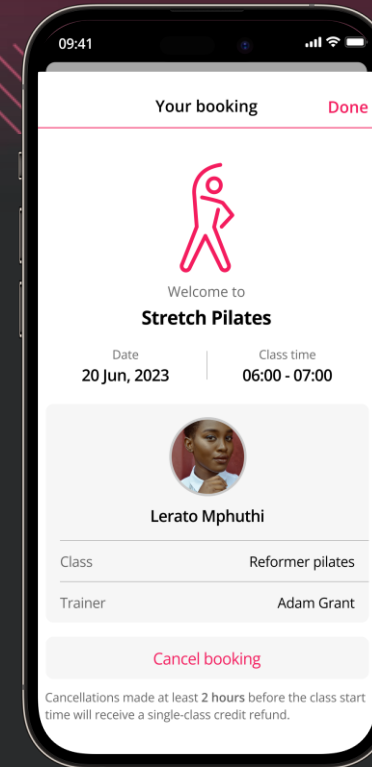 09:41
Your booking
Done
Welcome to
Stretch Pilates
Date
Class time
20 Jun, 2023
06:00 - 07:00
Lerato Mphuthi
Class
Reformer pilates
Trainer
Adam Grant
Cancel booking
Cancellations made at least 2 hours before the class start
time will receive a single-class credit refund.